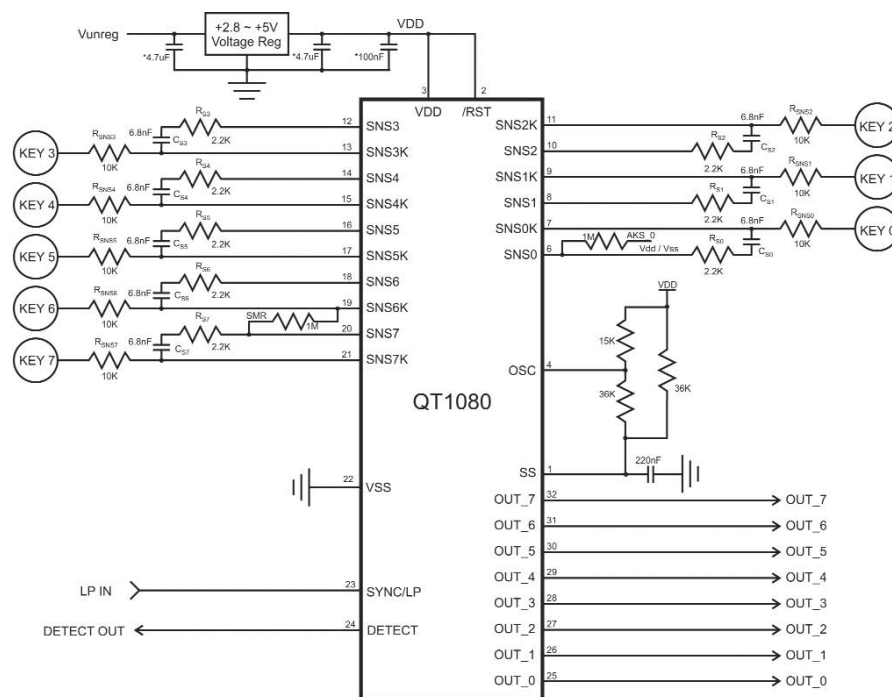 Vunreg
+2.8 ~ +5V
Voltage Reg
VDD
*4.7uF
*4.7uF
*100nF
3
2
VDD
/RST
KEY 3
RSNS3
10K
6.8nF
CS3
RS3
2.2K
12
SNS3
13
SNS3K
KEY 4
RSNS4
10K
6.8nF
CS4
RS4
2.2K
14
SNS4
15
SNS4K
KEY 5
RSNS5
10K
6.8nF
CS5
RS5
2.2K
16
SNS5
17
SNS5K
KEY 6
RSNS6
10K
6.8nF
CS6
RS6
2.2K
18
SNS6
19
SNS6K
KEY 7
RSNS7
10K
6.8nF
CS7
RS7
2.2K
SMR
1M
20
SNS7
21
SNS7K
22
VSS
LP IN
23
SYNC/LP
DETECT OUT
24
DETECT
QT1080
SNS2K
11
6.8nF
RSNS2
10K
KEY 2
SNS2
10
RS2
2.2K
CS2
SNS1K
9
6.8nF
RSNS1
10K
KEY 1
SNS1
8
RS1
2.2K
CS1
SNS0K
7
6.8nF
RSNS0
10K
KEY 0
SNS0
6
1M
AKS_0
Vdd / Vss
RS0
2.2K
CS0
VDD
15K
OSC
4
36K
36K
SS
1
220nF
OUT_7
32
OUT_7
OUT_6
31
OUT_6
OUT_5
30
OUT_5
OUT_4
29
OUT_4
OUT_3
28
OUT_3
OUT_2
27
OUT_2
OUT_1
26
OUT_1
OUT_0
25
OUT_0